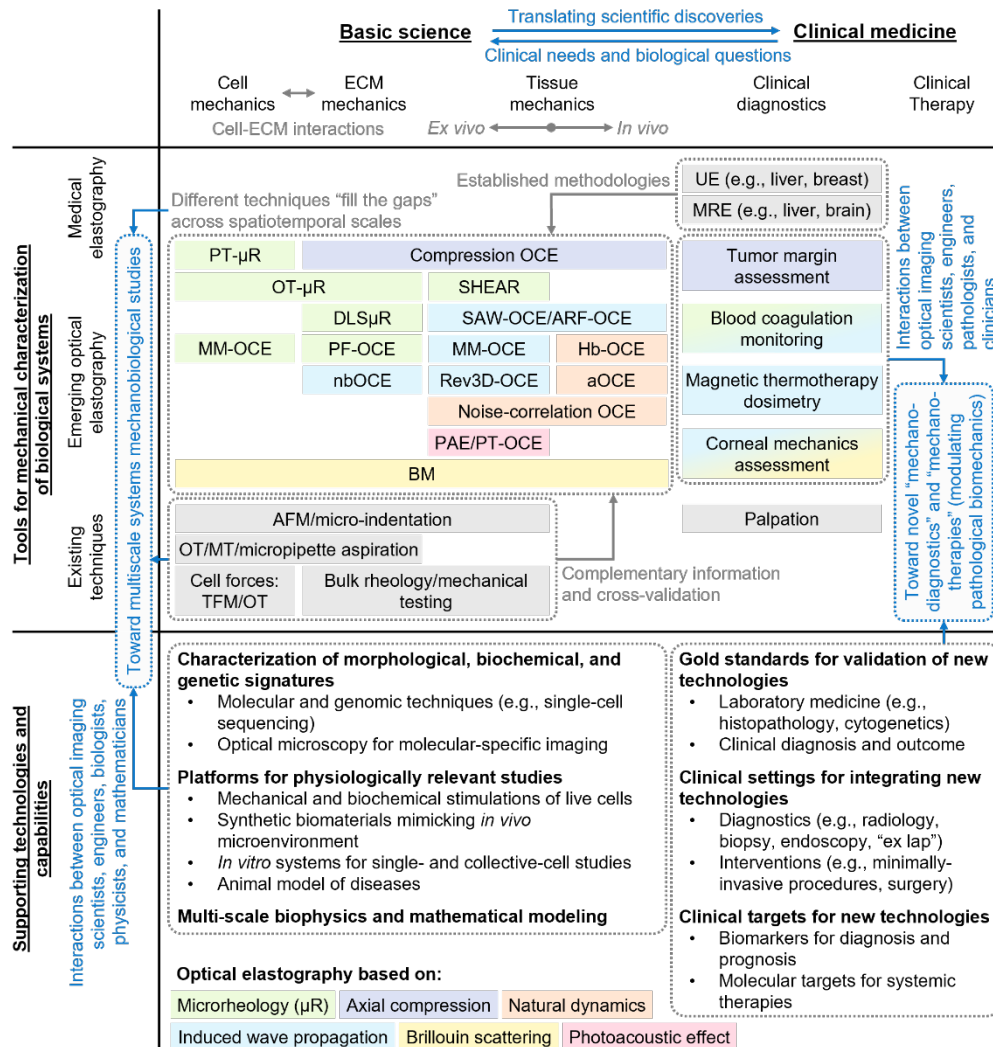 Translating scientific discoveries
Basic science
Clinical medicine
Clinical needs and biological questions
Cell
mechanics
ECM
mechanics
Tissue
mechanics
Clinical
diagnostics
Clinical
Therapy
Cell-ECM interactions
Ex vivo
In vivo
Tools for mechanical characterization
of biological systems
Medical
elastography
Emerging optical
elastography
Existing
techniques
Established methodologies
UE (e.g., liver, breast)
MRE (e.g., liver, brain)
Different techniques "fill the gaps"
across spatiotemporal scales
Toward multiscale systems mechanobiological studies
PT-μR
Compression OCE
OT-μR
SHEAR
DLSμR
SAW-OCE/ARF-OCE
MM-OCE
PF-OCE
MM-OCE
Hb-OCE
nbOCE
Rev3D-OCE
aOCE
Noise-correlation OCE
PAE/PT-OCE
BM
Tumor margin
assessment
Blood coagulation
monitoring
Magnetic thermotherapy
dosimetry
Corneal mechanics
assessment
Interactions between
optical imaging
scientists, engineers,
pathologists, and
clinicians
Toward novel "mechano-
diagnostics" and "mechano-
therapies" (modulating
pathological biomechanics)
AFM/micro-indentation
OT/MT/micropipette aspiration
Cell forces:
TFM/OT
Bulk rheology/mechanical
testing
Palpation
Complementary information
and cross-validation
Supporting technologies and
capabilities
Interactions between optical imaging
scientists, engineers, biologists,
physicists, and mathematicians
Characterization of morphological, biochemical, and
genetic signatures
• Molecular and genomic techniques (e.g., single-cell
sequencing)
• Optical microscopy for molecular-specific imaging
Platforms for physiologically relevant studies
• Mechanical and biochemical stimulations of live cells
• Synthetic biomaterials mimicking in vivo
microenvironment
• In vitro systems for single- and collective-cell studies
• Animal model of diseases
Multi-scale biophysics and mathematical modeling
Gold standards for validation of new
technologies
• Laboratory medicine (e.g.,
histopathology, cytogenetics)
• Clinical diagnosis and outcome
Clinical settings for integrating new
technologies
• Diagnostics (e.g., radiology,
biopsy, endoscopy, "ex lap")
• Interventions (e.g., minimally-
invasive procedures, surgery)
Clinical targets for new technologies
• Biomarkers for diagnosis and
prognosis
• Molecular targets for systemic
therapies
Optical elastography based on:
Microrheology (μR)
Axial compression
Natural dynamics
Induced wave propagation
Brillouin scattering
Photoacoustic effect